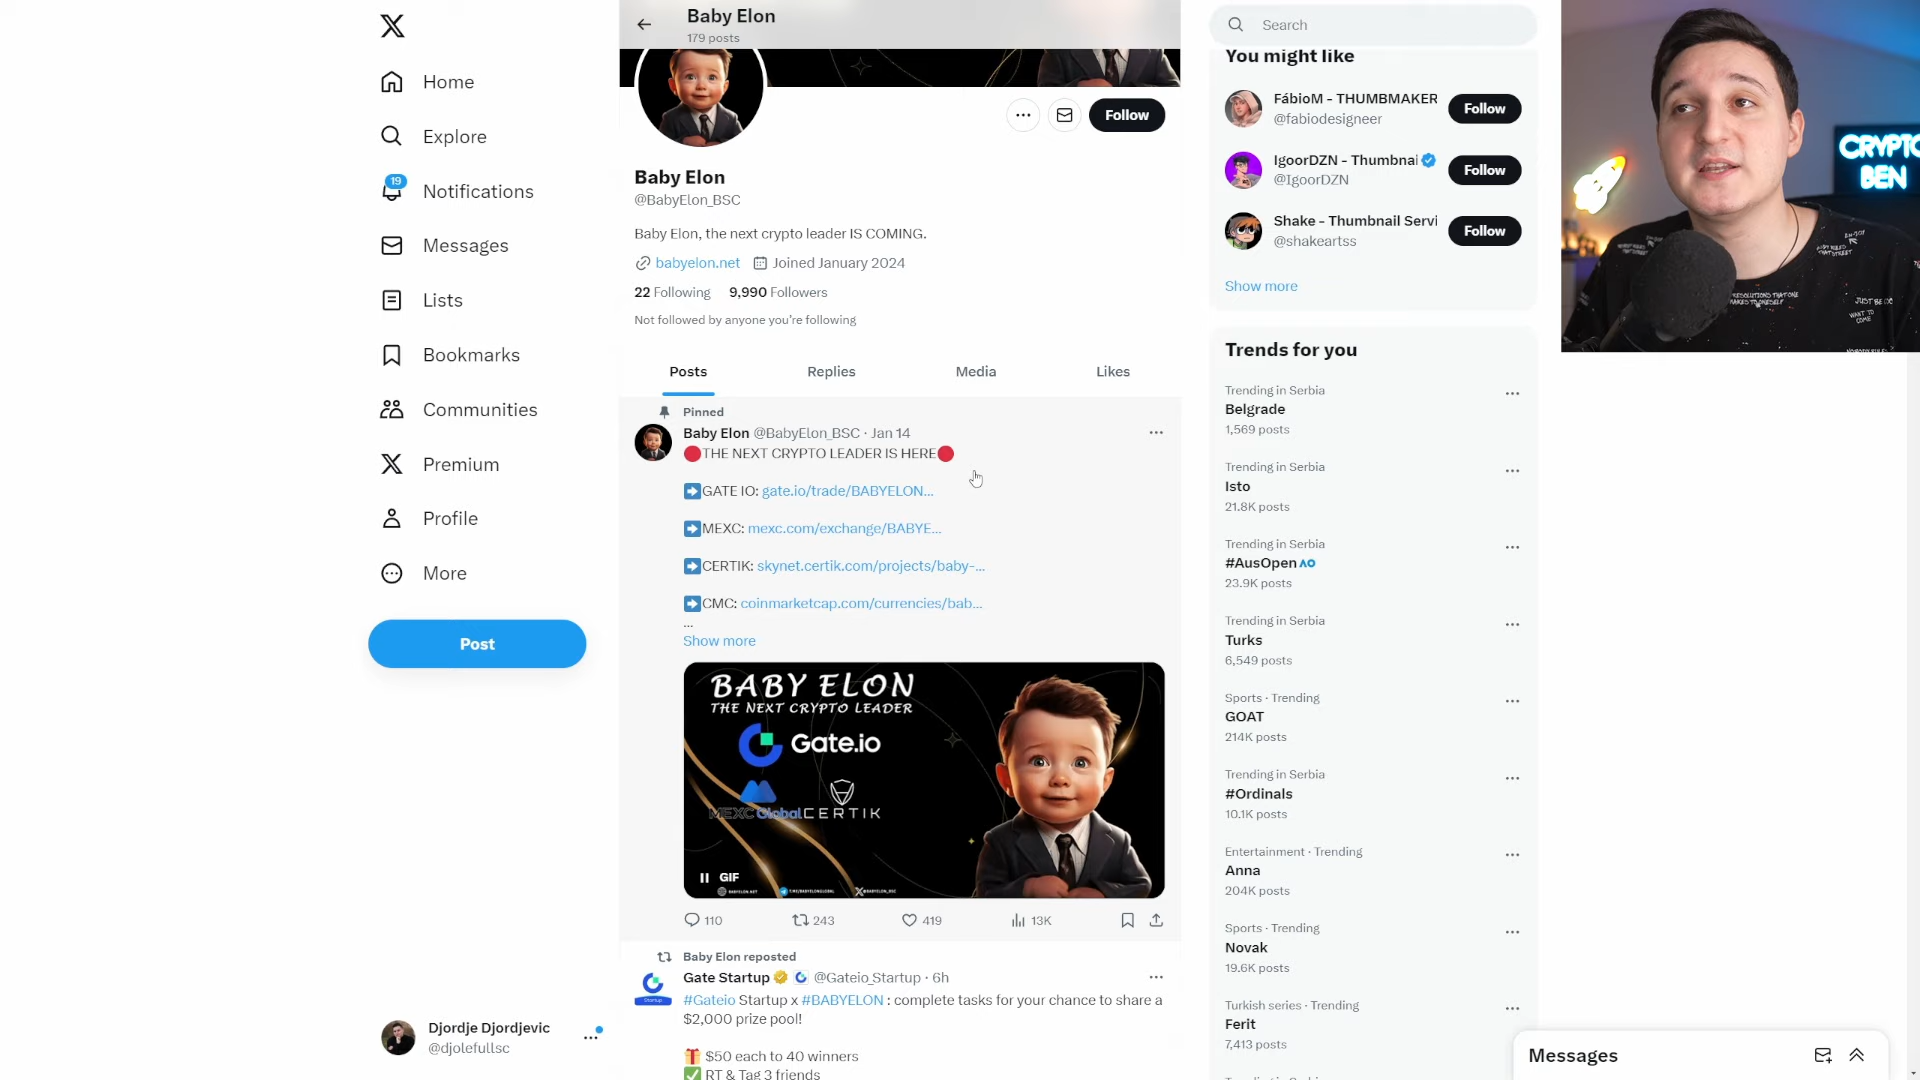 Home
Explore
19
Notifications
Messages
Lists
Bookmarks
Communities
Premium
Profile
More
Post
Djordje Djordjevic
@djolefullsc
Baby Elon
179 posts
Follow
Baby Elon
@BabyElon_BSC
Baby Elon, the next crypto leader IS COMING.
babyelon.net Joined January 2024
22 Following 9,990 Followers
Not followed by anyone you're following
Posts Replies Media Likes
Pinned
Baby Elon @BabyElon_BSC · Jan 14
🔴THE NEXT CRYPTO LEADER IS HERE🔴
➡️GATE IO: gate.io/trade/BABYELON...
➡️MEXC: mexc.com/exchange/BABYE...
➡️CERTIK: skynet.certik.com/projects/baby-...
➡️CMC: coinmarketcap.com/currencies/bab...
...
Show more
BABY ELON
THE NEXT CRYPTO LEADER
Gate.io
MEXC Global CERTIK
GIF
BABYELON.NET T.ME/BABYELONGLOBAL @BABYELON_BSC
110 243 419 13K
Baby Elon reposted
Gate Startup @Gateio_Startup · 6h
#Gateio Startup x #BABYELON : complete tasks for your chance to share a
$2,000 prize pool!
🎁 $50 each to 40 winners
✅ RT & Tag 3 friends
Search
You might like
FábioM - THUMBMAKER
@fabiodesigneer
Follow
IgoorDZN - Thumbnai
@IgoorDZN
Follow
Shake - Thumbnail Servi
@shakeartss
Follow
Show more
Trends for you
Trending in Serbia
Belgrade
1,569 posts
Trending in Serbia
Isto
21.8K posts
Trending in Serbia
#AusOpen AO
23.9K posts
Trending in Serbia
Turks
6,549 posts
Sports · Trending
GOAT
214K posts
Trending in Serbia
#Ordinals
10.1K posts
Entertainment · Trending
Anna
204K posts
Sports · Trending
Novak
19.6K posts
Turkish series · Trending
Ferit
7,413 posts
Messages
CRYPTO
BEN
JUST BE
WANT TO
COME